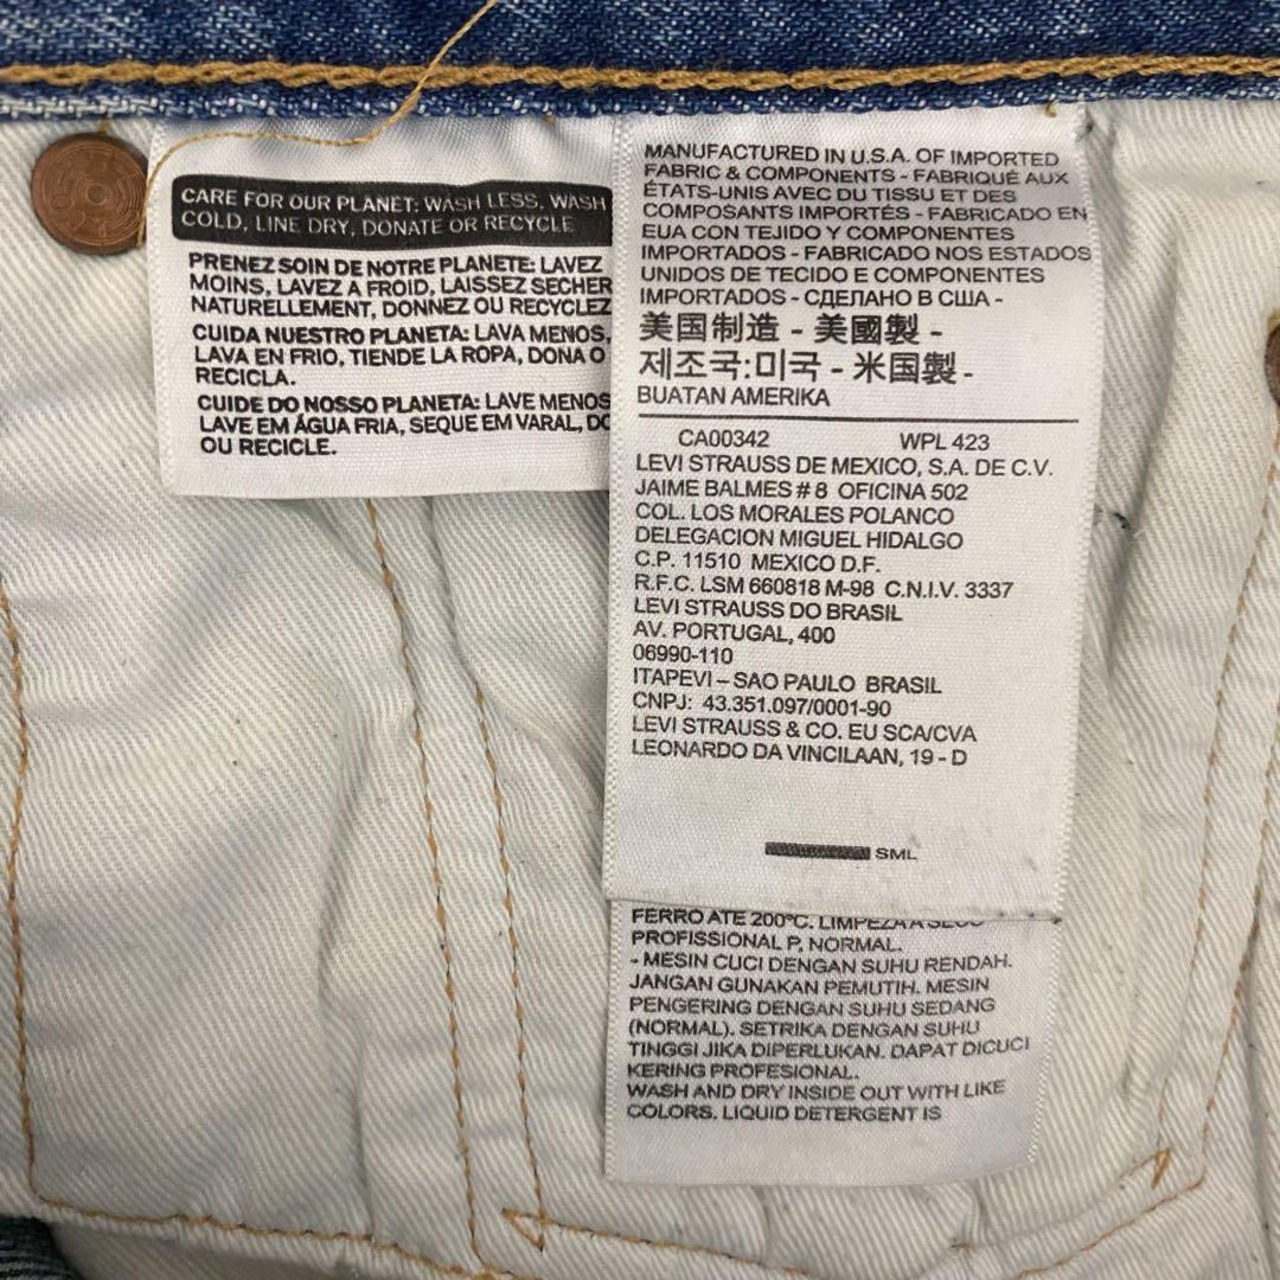 CARE FOR OUR PLANET: WASH LESS, WASH
COLD, LINE DRY, DONATE OR RECYCLE
PRENEZ SOIN DE NOTRE PLANETE: LAVEZ
MOINS, LAVEZ A FROID, LAISSEZ SECHER
NATURELLEMENT, DONNEZ OU RECYCLEZ
CUIDA NUESTRO PLANETA: LAVA MENOS,
LAVA EN FRIO, TIENDE LA ROPA, DONA O
RECICLA.
CUIDE DO NOSSO PLANETA: LAVE MENOS
LAVE EM ÁGUA FRIA, SEQUE EM VARAL,
OU RECICLE.
MANUFACTURED IN U.S.A. OF IMPORTED
FABRIC & COMPONENTS - FABRIQUÉ AUX
ÉTATS-UNIS AVEC DU TISSU ET DES
COMPOSANTS IMPORTÉS - FABRICADO EN
EUA CON TEJIDO Y COMPONENTES
IMPORTADOS - FABRICADO NOS ESTADOS
UNIDOS DE TECIDO E COMPONENTES
IMPORTADOS - СДЕЛАНО В США -
美国制造 - 美國製 -
제조국:미국 - 米国製 -
BUATAN AMERIKA
CA00342 WPL 423
LEVI STRAUSS DE MEXICO, S.A. DE C.V.
JAIME BALMES # 8 OFICINA 502
COL. LOS MORALES POLANCO
DELEGACION MIGUEL HIDALGO
C.P. 11510 MEXICO D.F.
R.F.C. LSM 660818 M-98 C.N.I.V. 3337
LEVI STRAUSS DO BRASIL
AV. PORTUGAL, 400
06990-110
ITAPEVI – SAO PAULO BRASIL
CNPJ: 43.351.097/0001-90
LEVI STRAUSS & CO. EU SCA/CVA
LEONARDO DA VINCILAAN, 19 - D
SML
FERRO ATE 200°C. LIMPEZA A SECO
PROFISSIONAL P, NORMAL.
- MESIN CUCI DENGAN SUHU RENDAH.
JANGAN GUNAKAN PEMUTIH. MESIN
PENGERING DENGAN SUHU SEDANG
(NORMAL). SETRIKA DENGAN SUHU
TINGGI JIKA DIPERLUKAN. DAPAT DICUCI
KERING PROFESIONAL.
WASH AND DRY INSIDE OUT WITH LIKE
COLORS. LIQUID DETERGENT IS